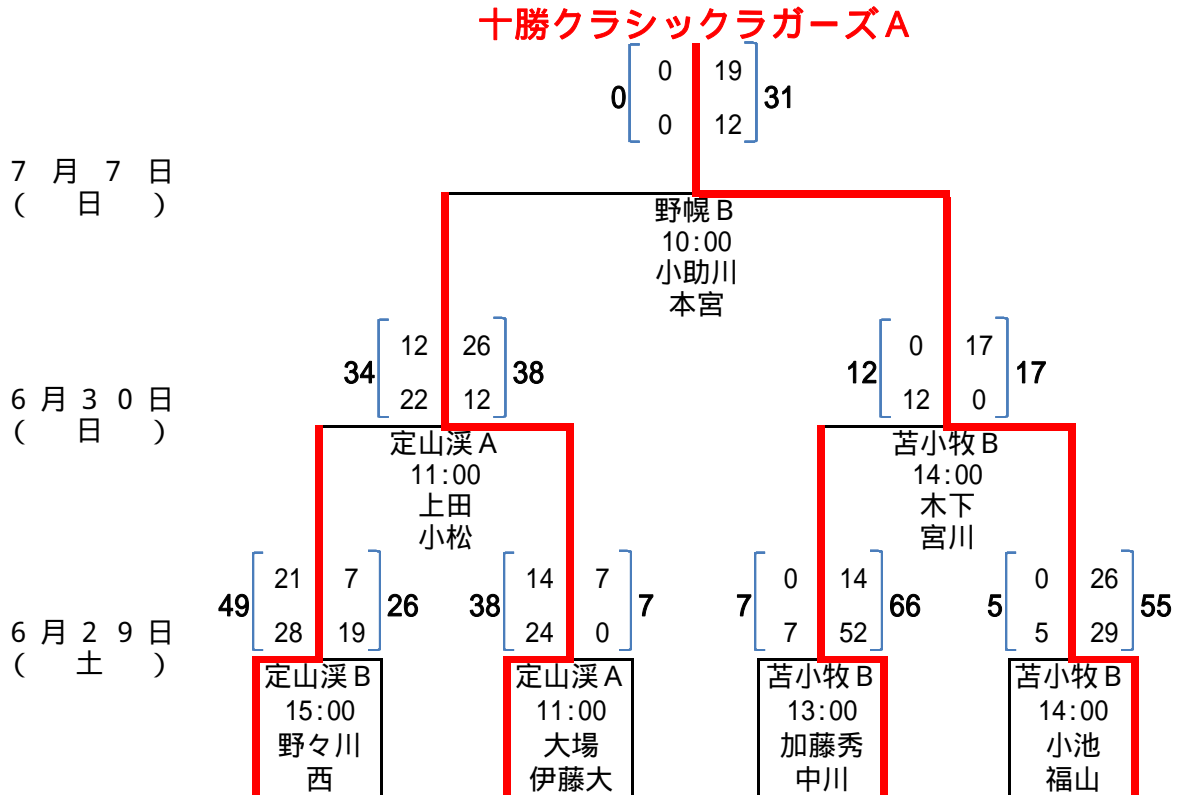 十勝クラシックラガーズA
0 19
0 31
0 12
7月7日
(日)
野幌B
10:00
小助川
本宮
12 26
34 38
22 12
0 17
12 17
12 0
6月30日
(日)
定山渓A
11:00
上田
小松
苫小牧B
14:00
木下
宮川
21 7
49 26
28 19
14 7
38 7
24 0
0 14
7 66
7 52
0 26
5 55
5 29
6月29日
(土)
定山渓B
15:00
野々川
西
定山渓A
11:00
大場
伊藤大
苫小牧B
13:00
加藤秀
中川
苫小牧B
14:00
小池
福山